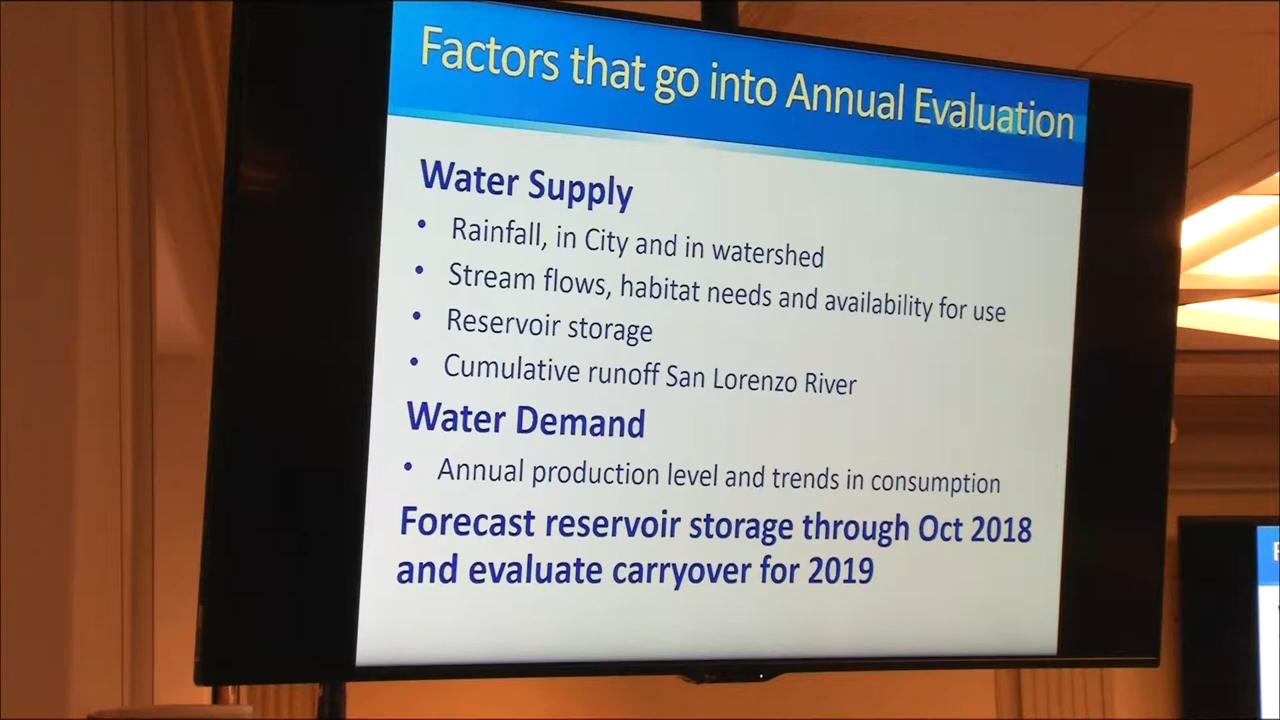 Factors that go into Annual Evaluation
Water Supply
• Rainfall, in City and in watershed
• Stream flows, habitat needs and availability for use
• Reservoir storage
• Cumulative runoff San Lorenzo River
Water Demand
• Annual production level and trends in consumption
Forecast reservoir storage through Oct 2018
and evaluate carryover for 2019